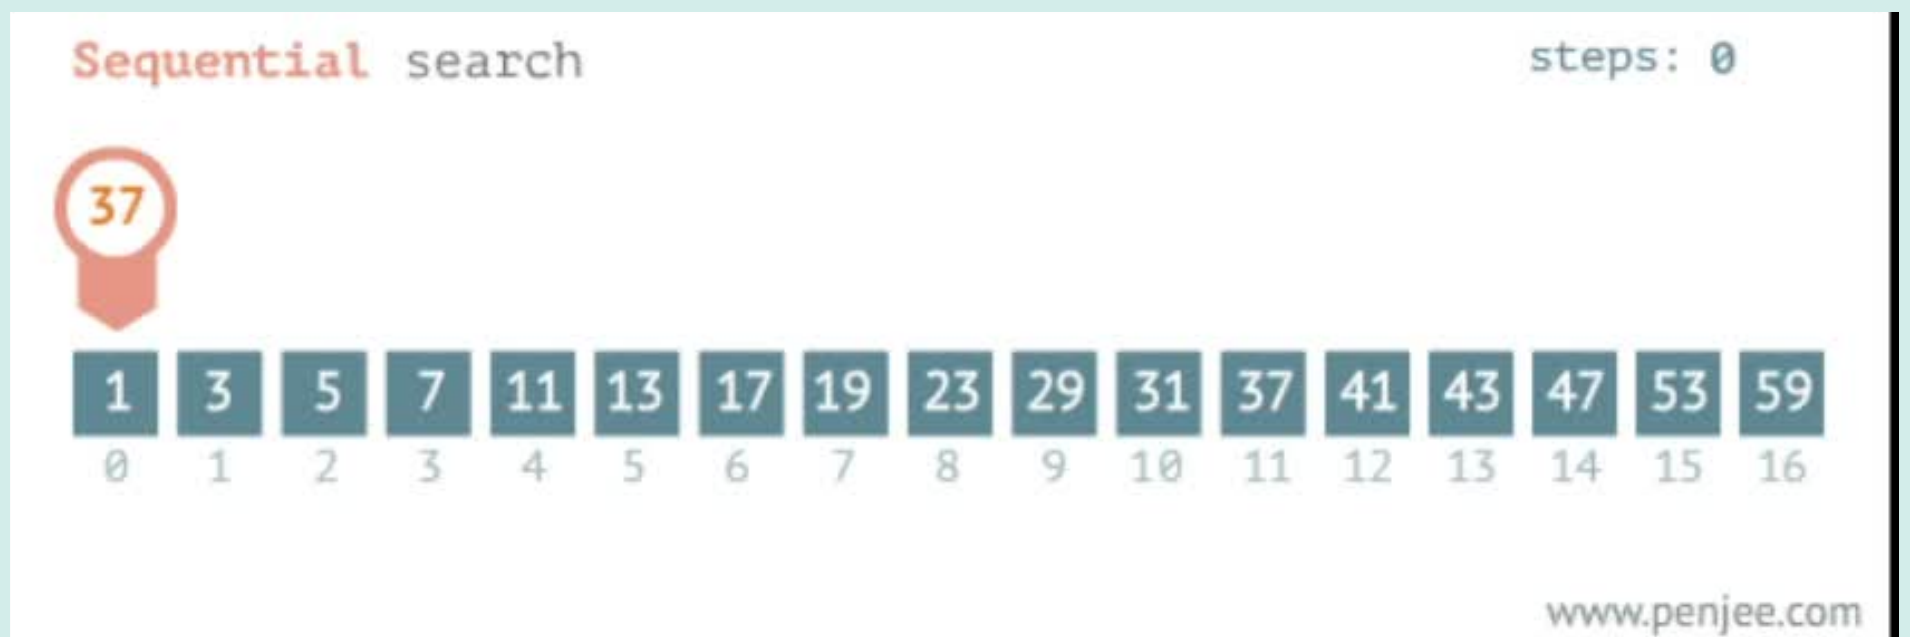 Sequential search
steps: 0
37
1 3 5 7 11 13 17 19 23 29 31 37 41 43 47 53 59
0 1 2 3 4 5 6 7 8 9 10 11 12 13 14 15 16
www.penjee.com